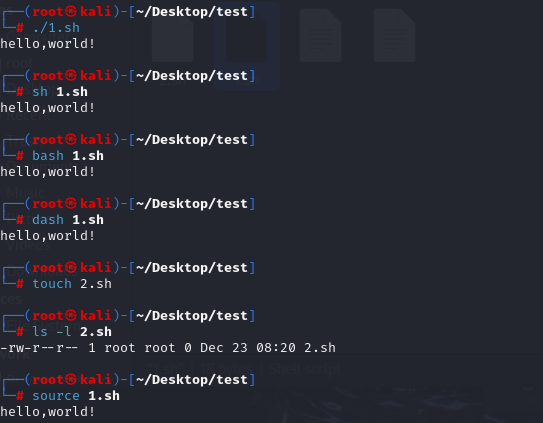 ┌──(root㉿kali)-[~/Desktop/test]
└─# ./1.sh
hello,world!
┌──(root㉿kali)-[~/Desktop/test]
└─# sh 1.sh
hello,world!
┌──(root㉿kali)-[~/Desktop/test]
└─# bash 1.sh
hello,world!
┌──(root㉿kali)-[~/Desktop/test]
└─# dash 1.sh
hello,world!
┌──(root㉿kali)-[~/Desktop/test]
└─# touch 2.sh
┌──(root㉿kali)-[~/Desktop/test]
└─# ls -l 2.sh
-rw-r--r-- 1 root root 0 Dec 23 08:20 2.sh
┌──(root㉿kali)-[~/Desktop/test]
└─# source 1.sh
hello,world!